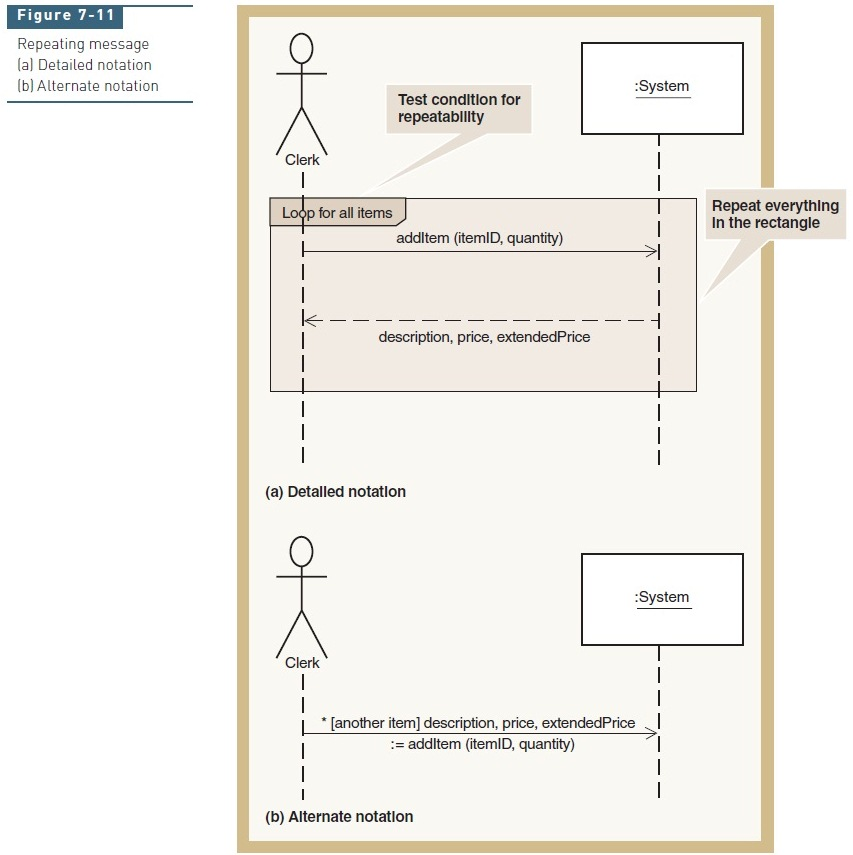 Figure 7-11
Repeating message
(a) Detailed notation
(b) Alternate notation
Clerk
:System
Test condition for
repeatability
Loop for all items
Repeat everything
in the rectangle
addItem (itemID, quantity)
description, price, extendedPrice
(a) Detailed notation
Clerk
:System
* [another item] description, price, extendedPrice
:= addItem (itemID, quantity)
(b) Alternate notation